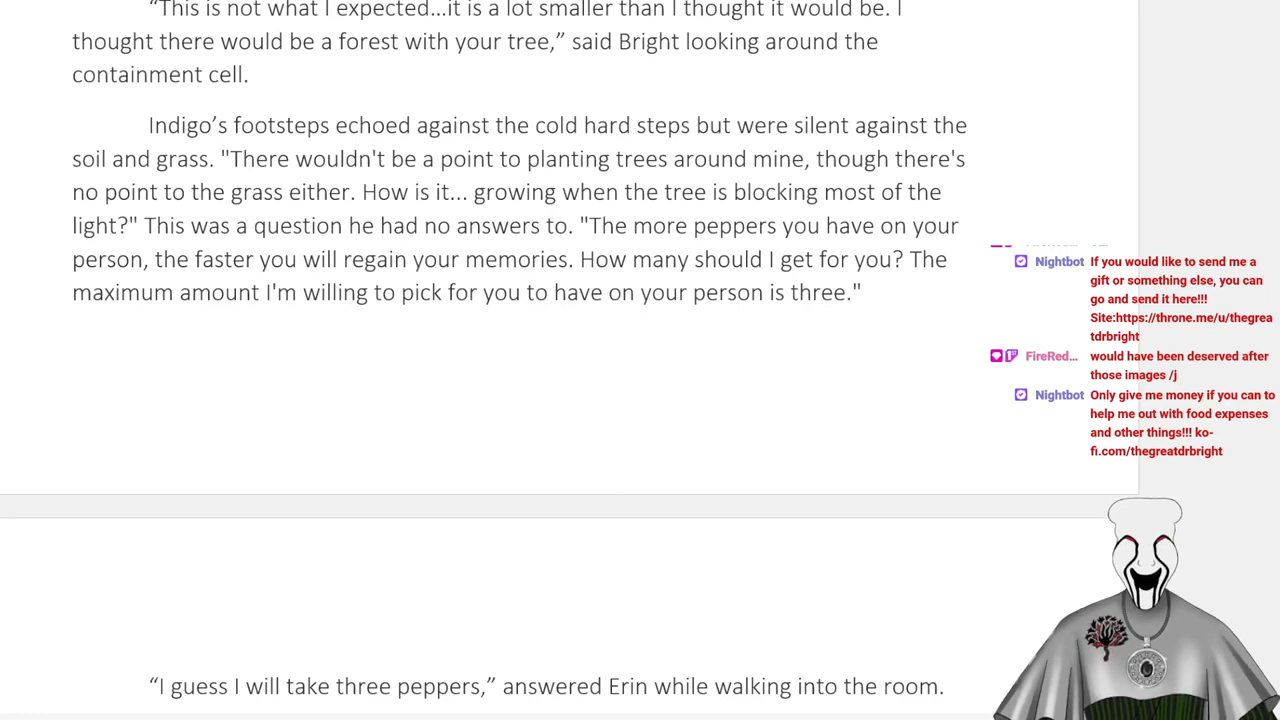 “This is not what I expected...it is a lot smaller than I thought it would be. I
thought there would be a forest with your tree,” said Bright looking around the
containment cell.
Indigo’s footsteps echoed against the cold hard steps but were silent against the
soil and grass. "There wouldn't be a point to planting trees around mine, though there's
no point to the grass either. How is it... growing when the tree is blocking most of the
light?" This was a question he had no answers to. "The more peppers you have on your
person, the faster you will regain your memories. How many should I get for you? The
maximum amount I'm willing to pick for you to have on your person is three."
“I guess I will take three peppers,” answered Erin while walking into the room.
Nightbot If you would like to send me a
gift or something else, you can
go and send it here!!!
Site:https://throne.me/u/thegrea
tdrbright
FireRed... would have been deserved after
those images /j
Nightbot Only give me money if you can to
help me out with food expenses
and other things!!! ko-
fi.com/thegreatdrbright